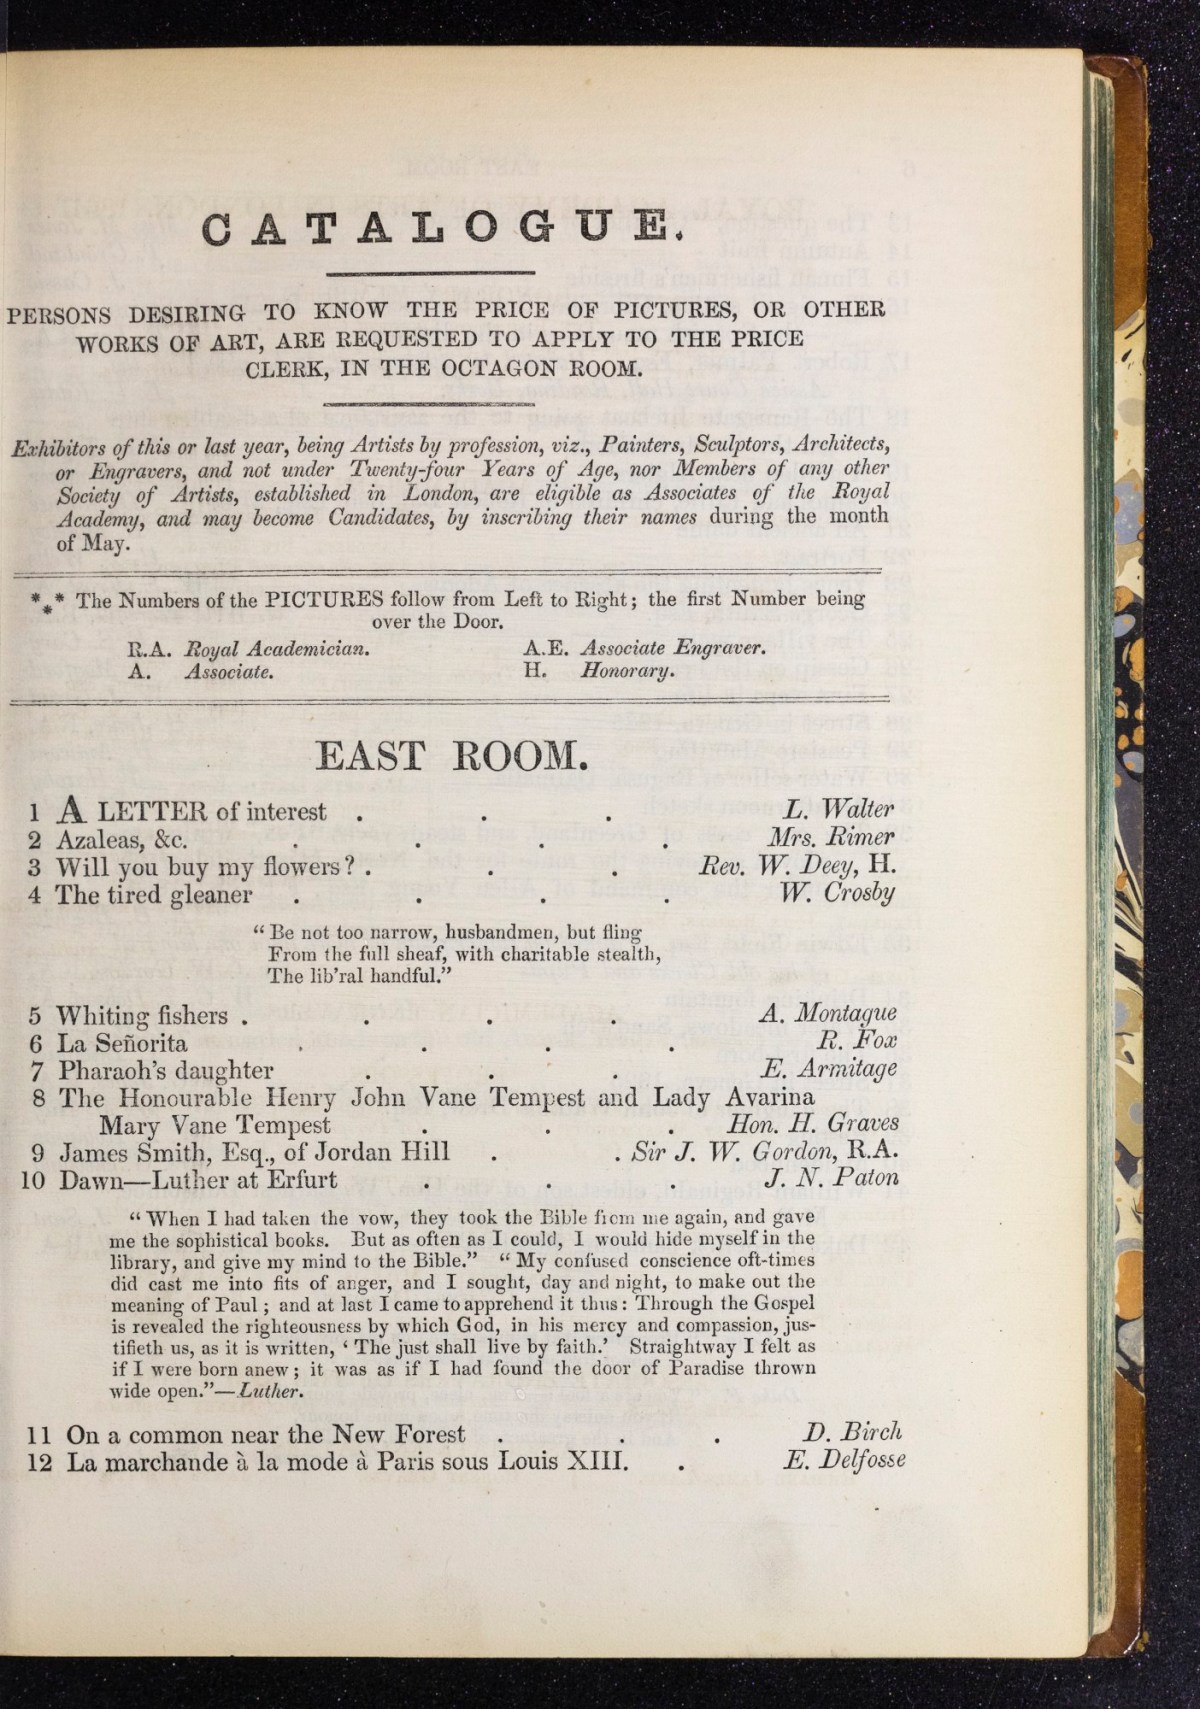 CATALOGUE.
PERSONS DESIRING TO KNOW THE PRICE OF PICTURES, OR OTHER
WORKS OF ART, ARE REQUESTED TO APPLY TO THE PRICE
CLERK, IN THE OCTAGON ROOM.
Exhibitors of this or last year, being Artists by profession, viz., Painters, Sculptors, Architects,
or Engravers, and not under Twenty-four Years of Age, nor Members of any other
Society of Artists, established in London, are eligible as Associates of the Royal
Academy, and may become Candidates, by inscribing their names during the month
of May.
*** The Numbers of the PICTURES follow from Left to Right; the first Number being
over the Door.
R.A. Royal Academician. A.E. Associate Engraver.
A. Associate. H. Honorary.
EAST ROOM.
1 A LETTER of interest . . . L. Walter
2 Azaleas, &c. . . . . Mrs. Rimer
3 Will you buy my flowers? . . . Rev. W. Deey, H.
4 The tired gleaner . . . . W. Crosby
"Be not too narrow, husbandmen, but fling
From the full sheaf, with charitable stealth,
The lib'ral handful."
5 Whiting fishers . . . . A. Montague
6 La Señorita . . . . R. Fox
7 Pharaoh's daughter . . . E. Armitage
8 The Honourable Henry John Vane Tempest and Lady Avarina
Mary Vane Tempest . . . Hon. H. Graves
9 James Smith, Esq., of Jordan Hill . . Sir J. W. Gordon, R.A.
10 Dawn—Luther at Erfurt . . . J. N. Paton
"When I had taken the vow, they took the Bible from me again, and gave
me the sophistical books. But as often as I could, I would hide myself in the
library, and give my mind to the Bible." "My confused conscience oft-times
did cast me into fits of anger, and I sought, day and night, to make out the
meaning of Paul; and at last I came to apprehend it thus: Through the Gospel
is revealed the righteousness by which God, in his mercy and compassion, jus-
tifieth us, as it is written, 'The just shall live by faith.' Straightway I felt as
if I were born anew; it was as if I had found the door of Paradise thrown
wide open."—Luther.
11 On a common near the New Forest . . . D. Birch
12 La marchande à la mode à Paris sous Louis XIII. . E. Delfosse